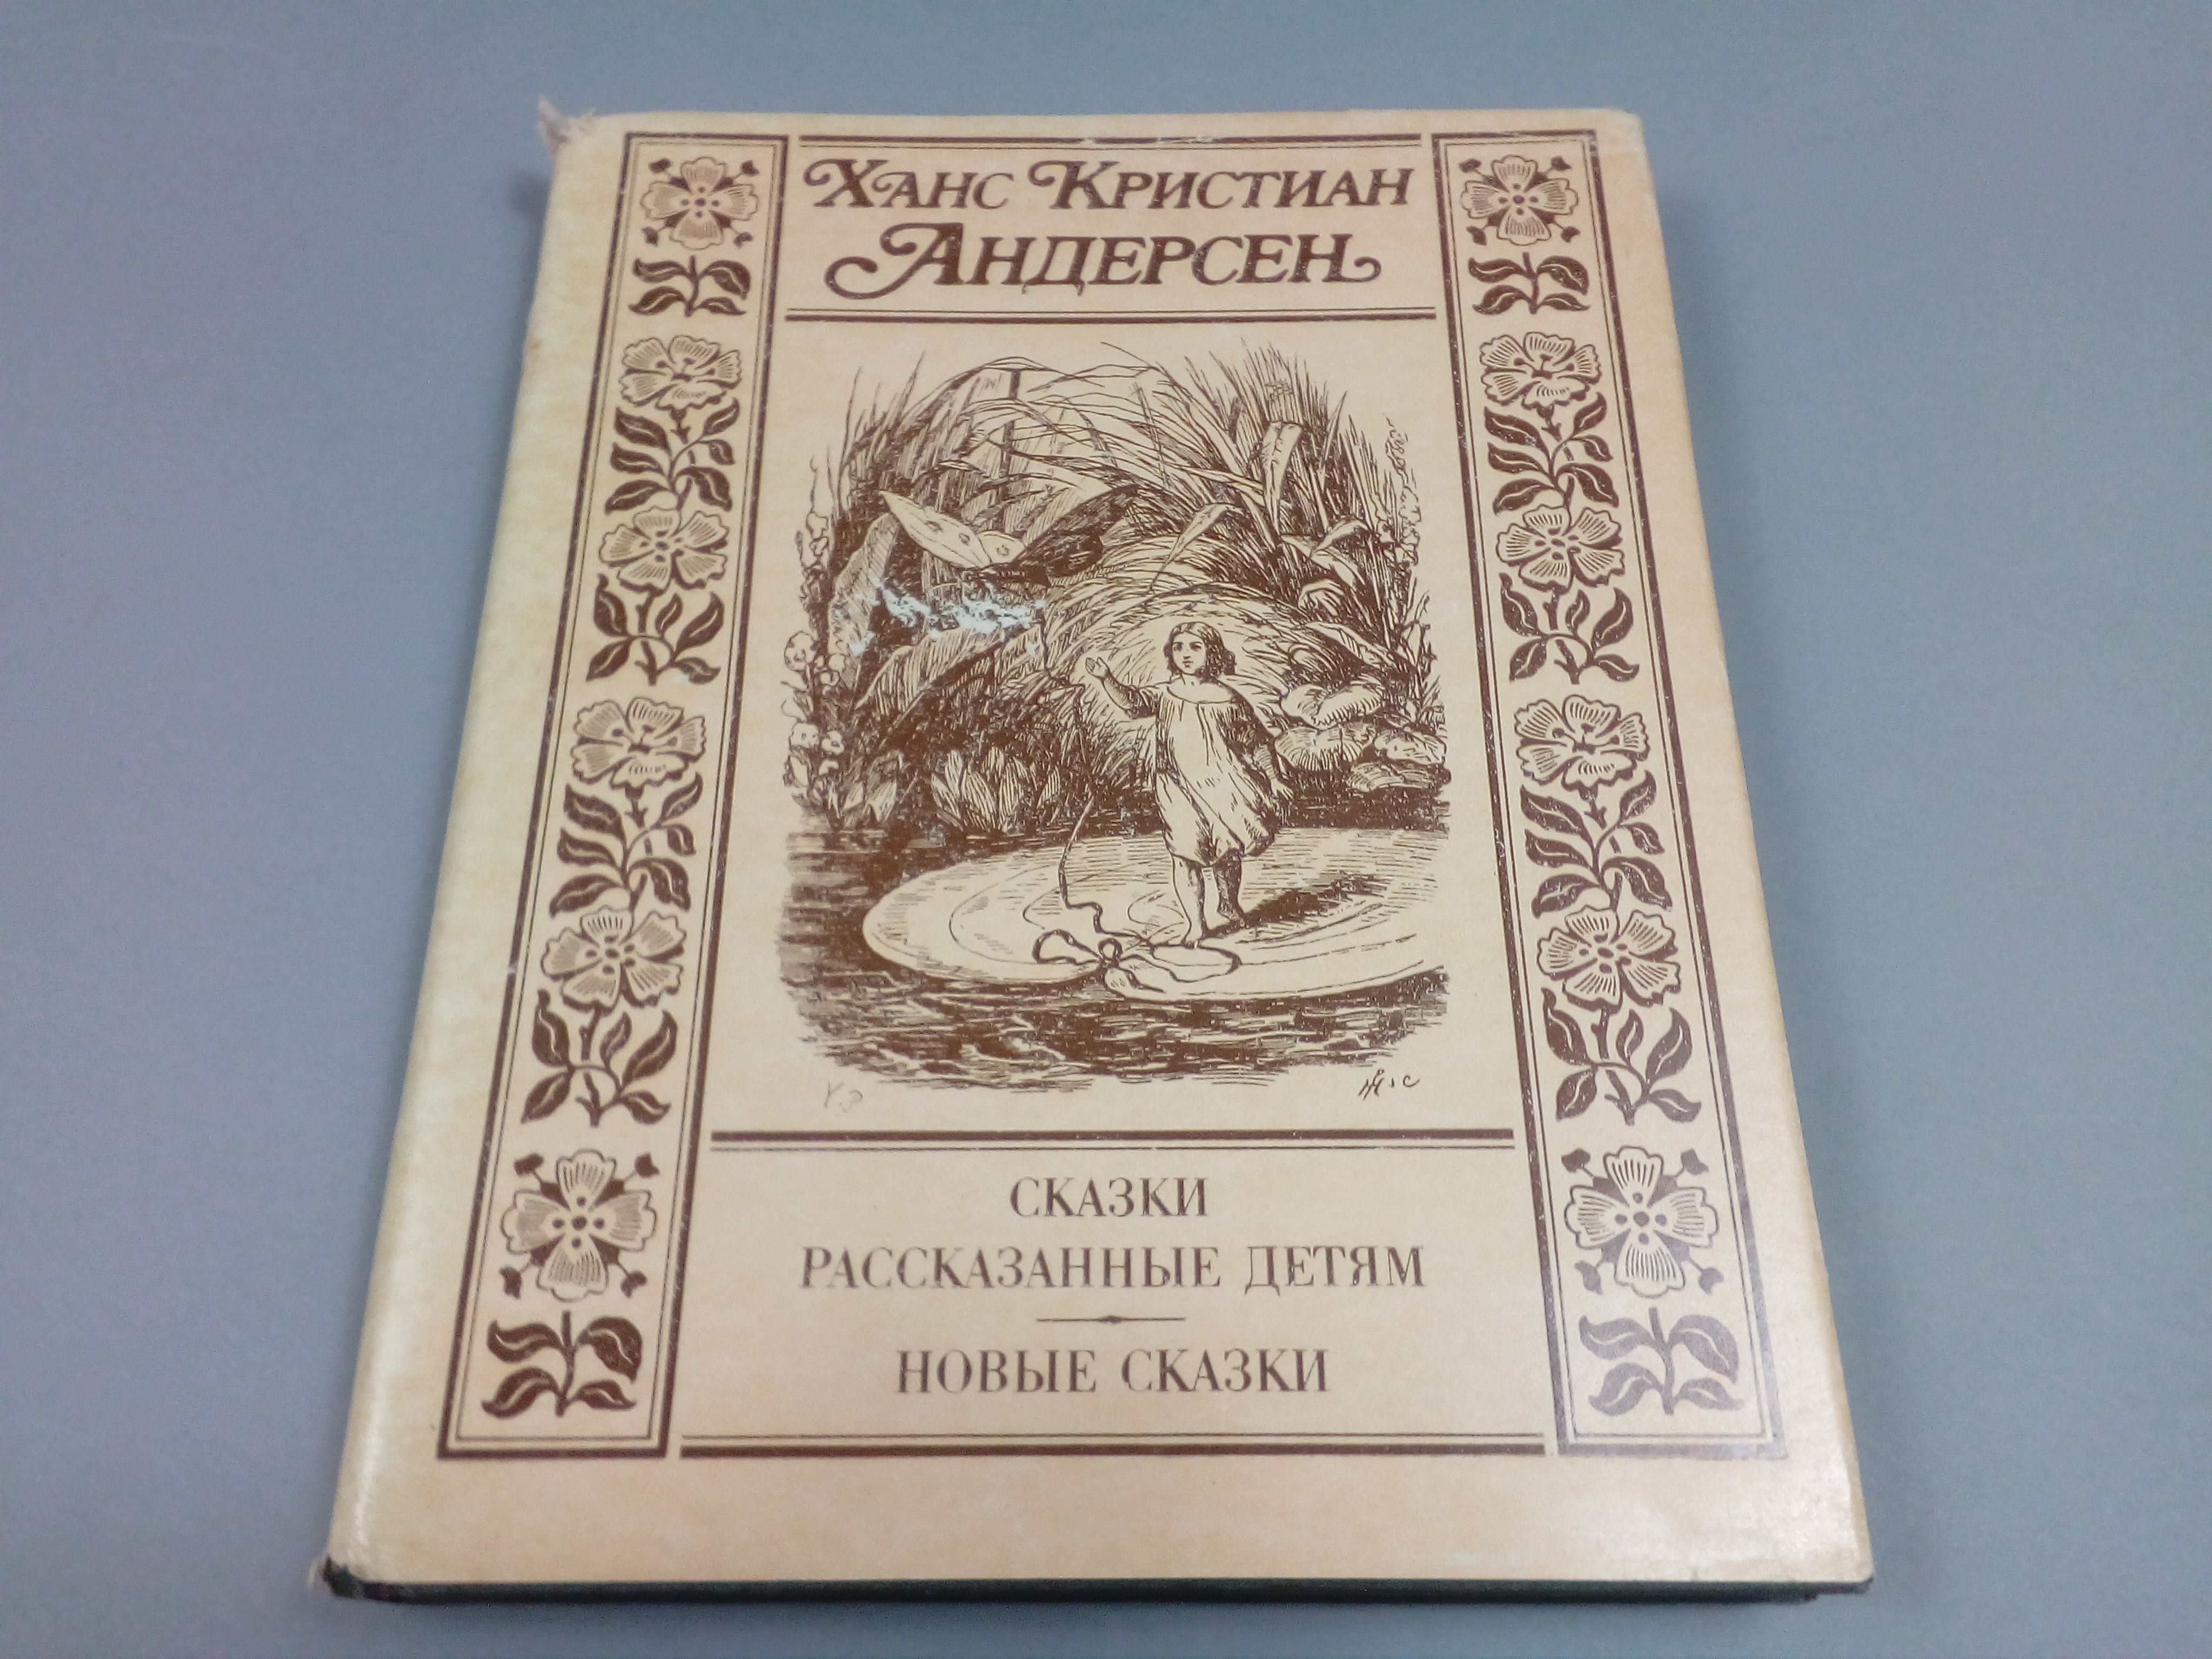 Ханс Кристиан
Андерсен
СКАЗКИ
РАССКАЗАННЫЕ ДЕТЯМ
НОВЫЕ СКАЗКИ